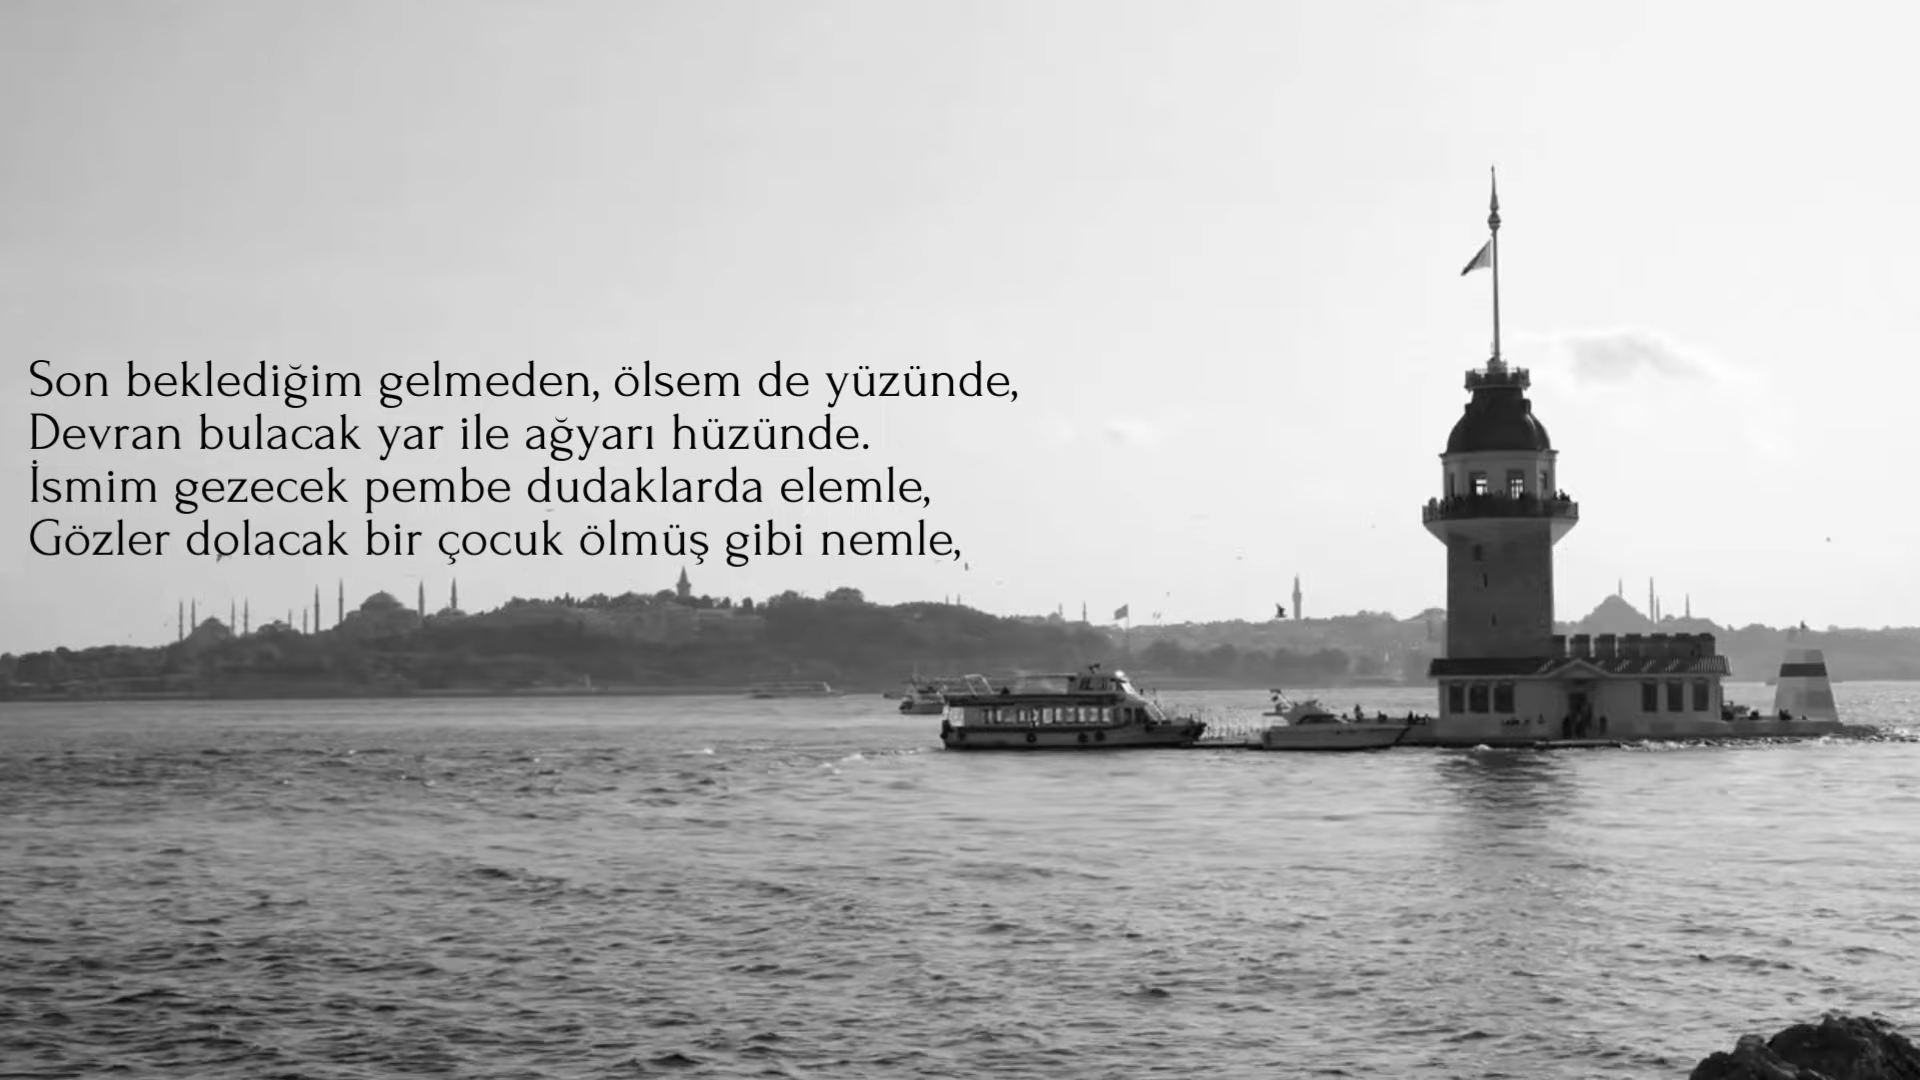 Son beklediğim gelmeden, ölsem de yüzünde,
Devran bulacak yar ile ağyarı hüzünde.
İsmim gezecek pembe dudaklarda elemle,
Gözler dolacak bir çocuk ölmüş gibi nemle,